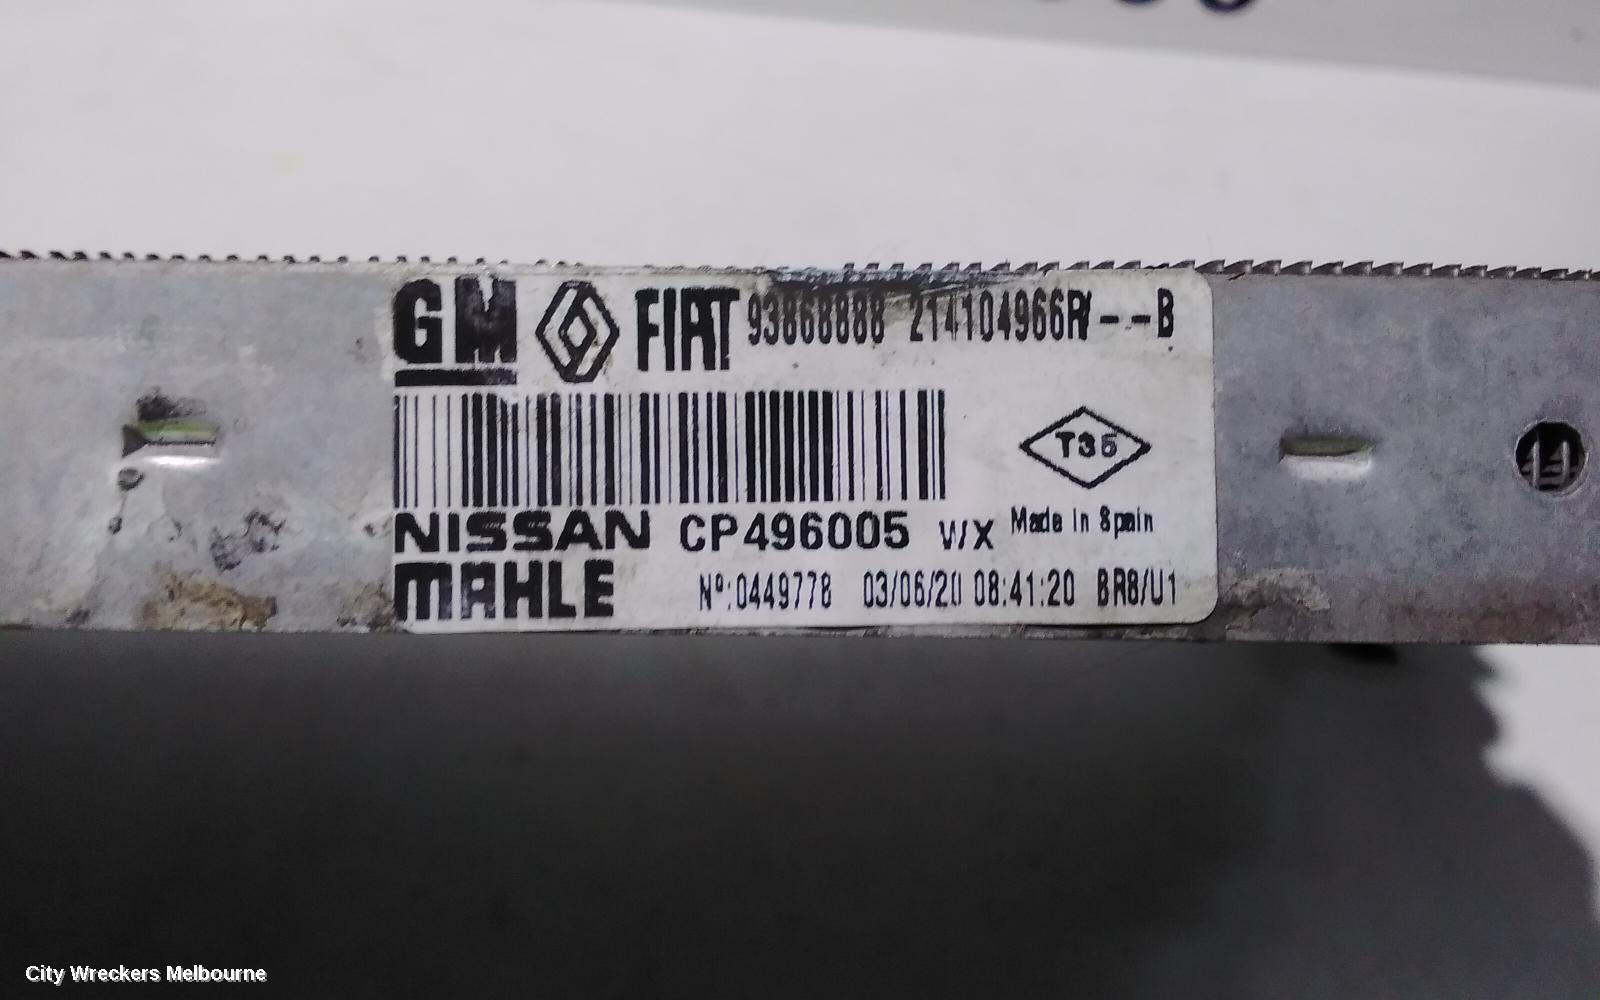 GM FIAT 93868888 214104966R/--B
T35
NISSAN CP496005 V/X Made in Spain
MAHLE Nº:0449778 03/06/20 08:41:20 BR8/U1
14
City Wreckers Melbourne